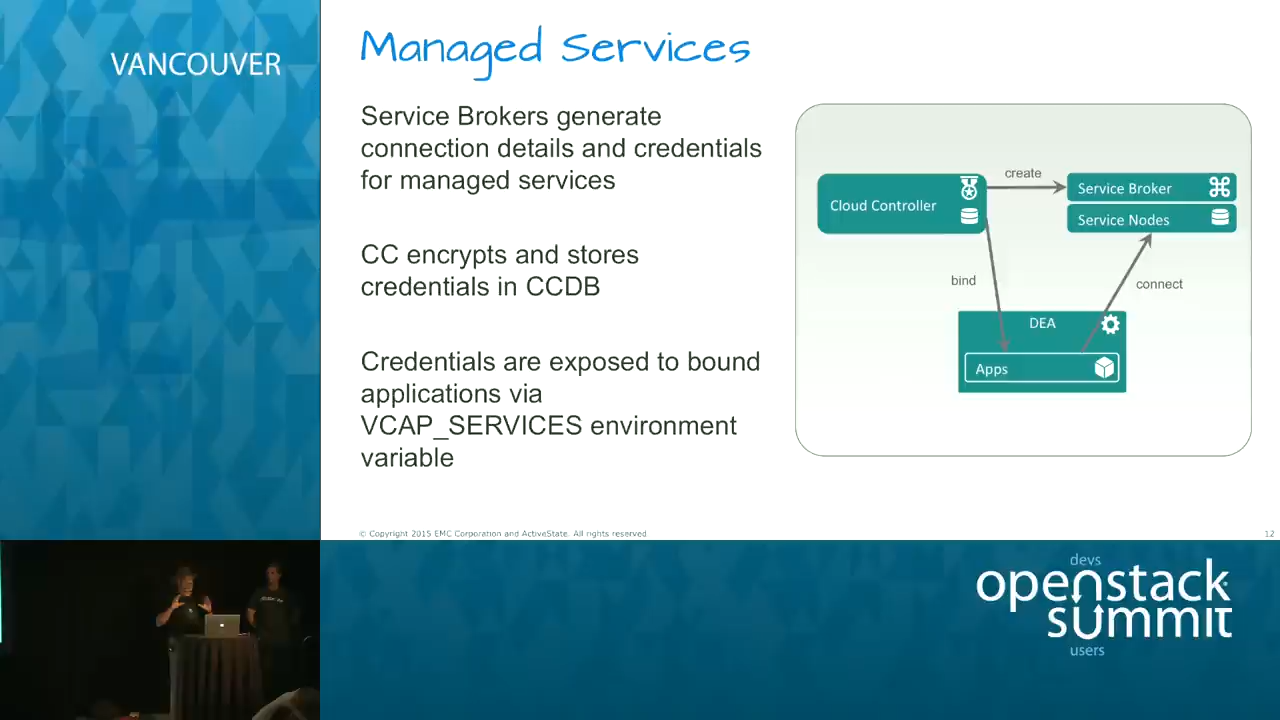 VANCOUVER
Managed Services
Service Brokers generate
connection details and credentials
for managed services
CC encrypts and stores
credentials in CCDB
Credentials are exposed to bound
applications via
VCAP_SERVICES environment
variable
Cloud Controller
create
Service Broker
Service Nodes
bind
connect
DEA
Apps
© Copyright 2015 EMC Corporation and ActiveState. All rights reserved
12
devs
openstack
summit
users